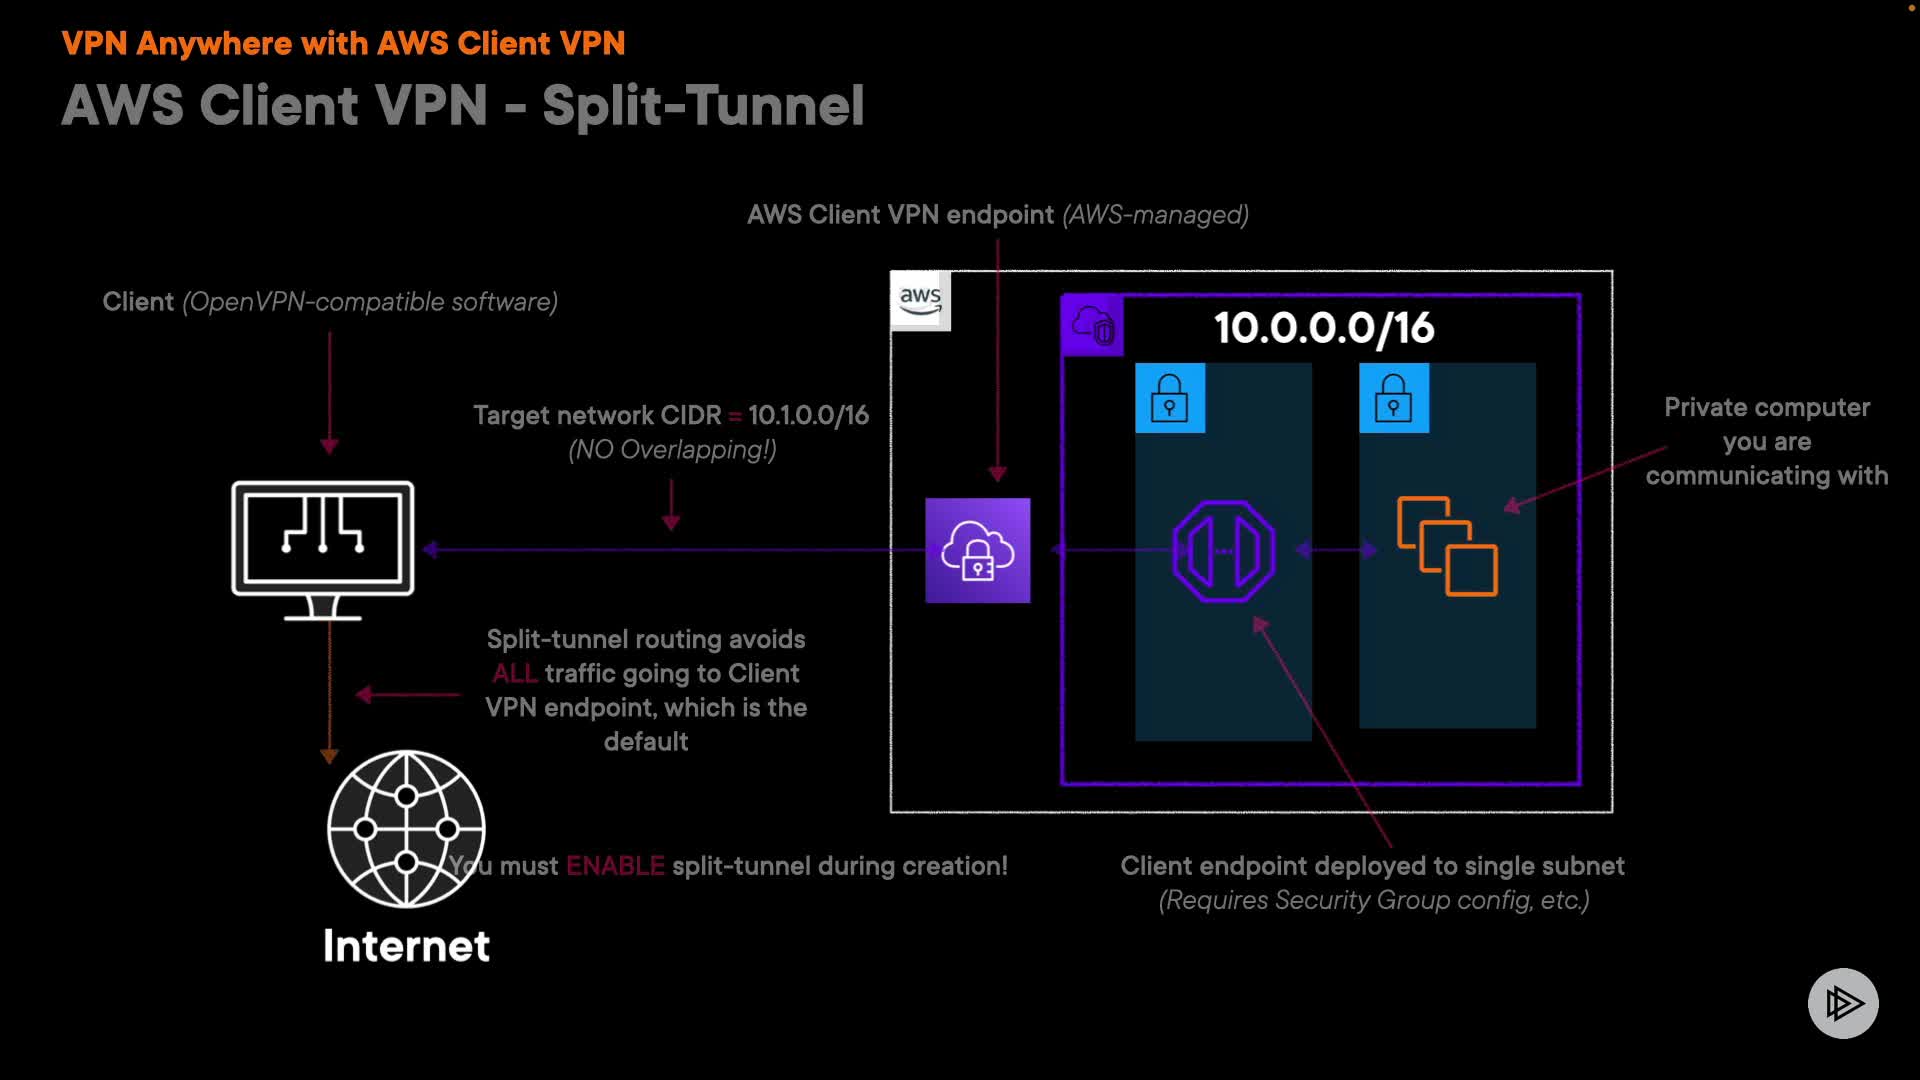 VPN Anywhere with AWS Client VPN
AWS Client VPN - Split-Tunnel
AWS Client VPN endpoint (AWS-managed)
Client (OpenVPN-compatible software)
aws
10.0.0.0/16
Target network CIDR = 10.1.0.0/16
(NO Overlapping!)
Private computer
you are
communicating with
Split-tunnel routing avoids
ALL traffic going to Client
VPN endpoint, which is the
default
You must ENABLE split-tunnel during creation!
Client endpoint deployed to single subnet
(Requires Security Group config, etc.)
Internet